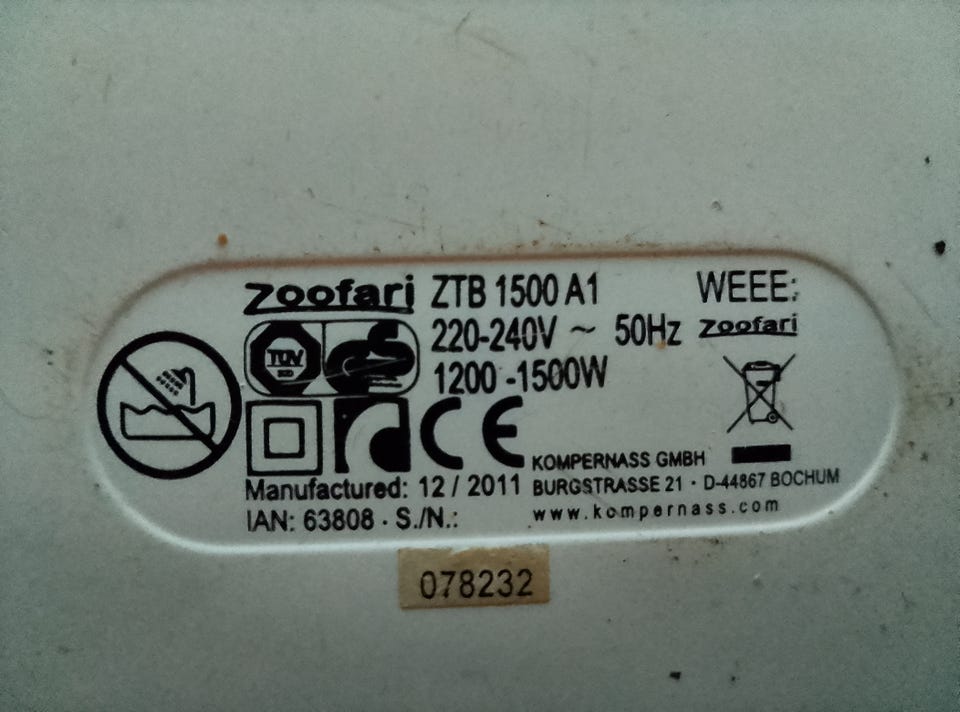 zoofari ZTB 1500 A1 WEEE:
220-240V ~ 50Hz zoofari
TÜV GS
1200 -1500W
CE
KOMPERNASS GMBH
Manufactured: 12 / 2011 BURGSTRASSE 21 · D-44867 BOCHUM
IAN: 63808 · S./N.: www.kompernass.com
078232